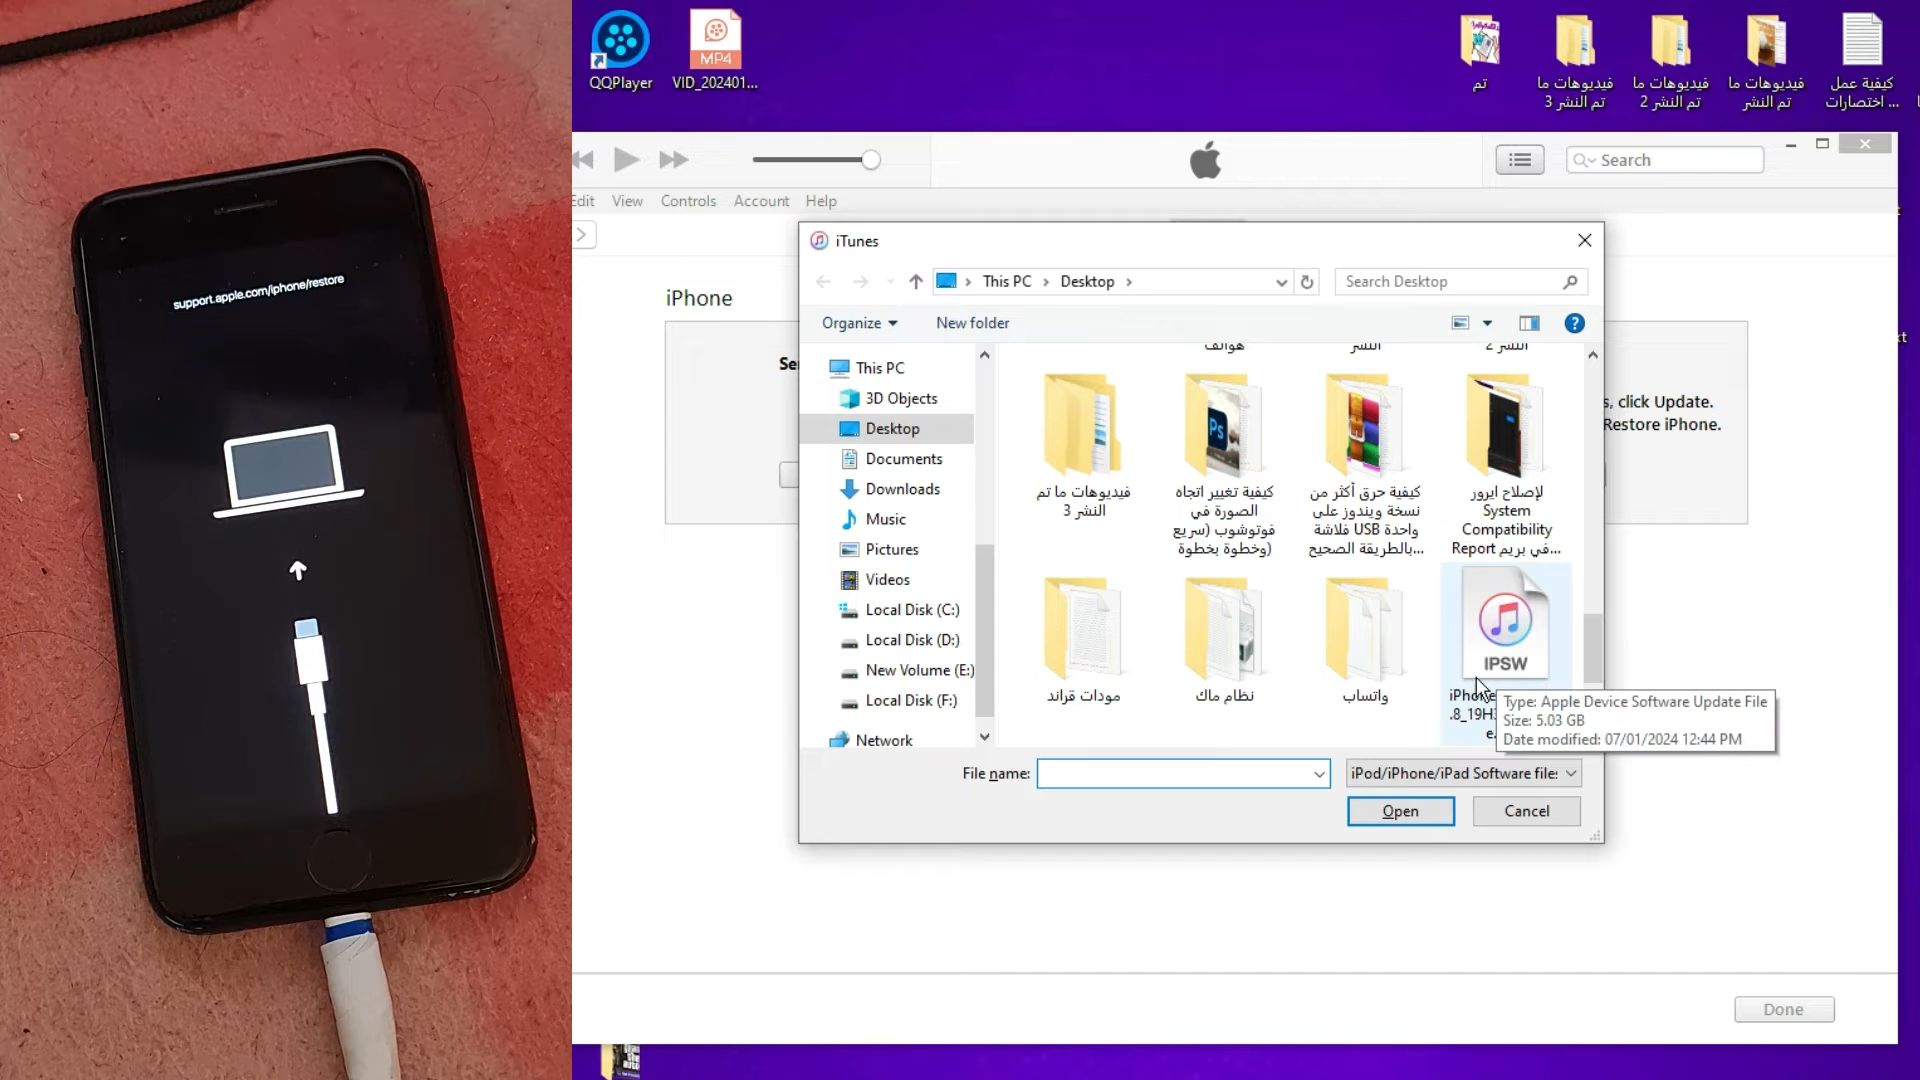 support.apple.com/iphone/restore
QQPlayer
MP4
VID_202401...
تم
فيديوهات ما
تم النشر 3
فيديوهات ما
تم النشر 2
فيديوهات ما
تم النشر
كيفية عمل
اختصارات ...
Search
Edit View Controls Account Help
iPhone
iTunes
This PC
Desktop
Search Desktop
Organize
New folder
s, click Update.
Restore iPhone.
This PC
3D Objects
Desktop
Documents
Downloads
Music
Pictures
Videos
Local Disk (C:)
Local Disk (D:)
New Volume (E:)
Local Disk (F:)
Network
هواتف
النشر
النشر 2
فيديوهات ما تم
النشر 3
كيفية تغيير اتجاه
الصورة في
فوتوشوب (سريع
وخطوة بخطوة)
كيفية حرق أكثر من
نسخة ويندوز على
فلاشة USB واحدة
بالطريقة الصحيح...
لإصلاح ايرور
System
Compatibility
Report في بريم...
مودات قراند
نظام ماك
واتساب
IPSW
.8_19H
Type: Apple Device Software Update File
Size: 5.03 GB
Date modified: 07/01/2024 12:44 PM
File name:
iPod/iPhone/iPad Software files
Open
Cancel
Done